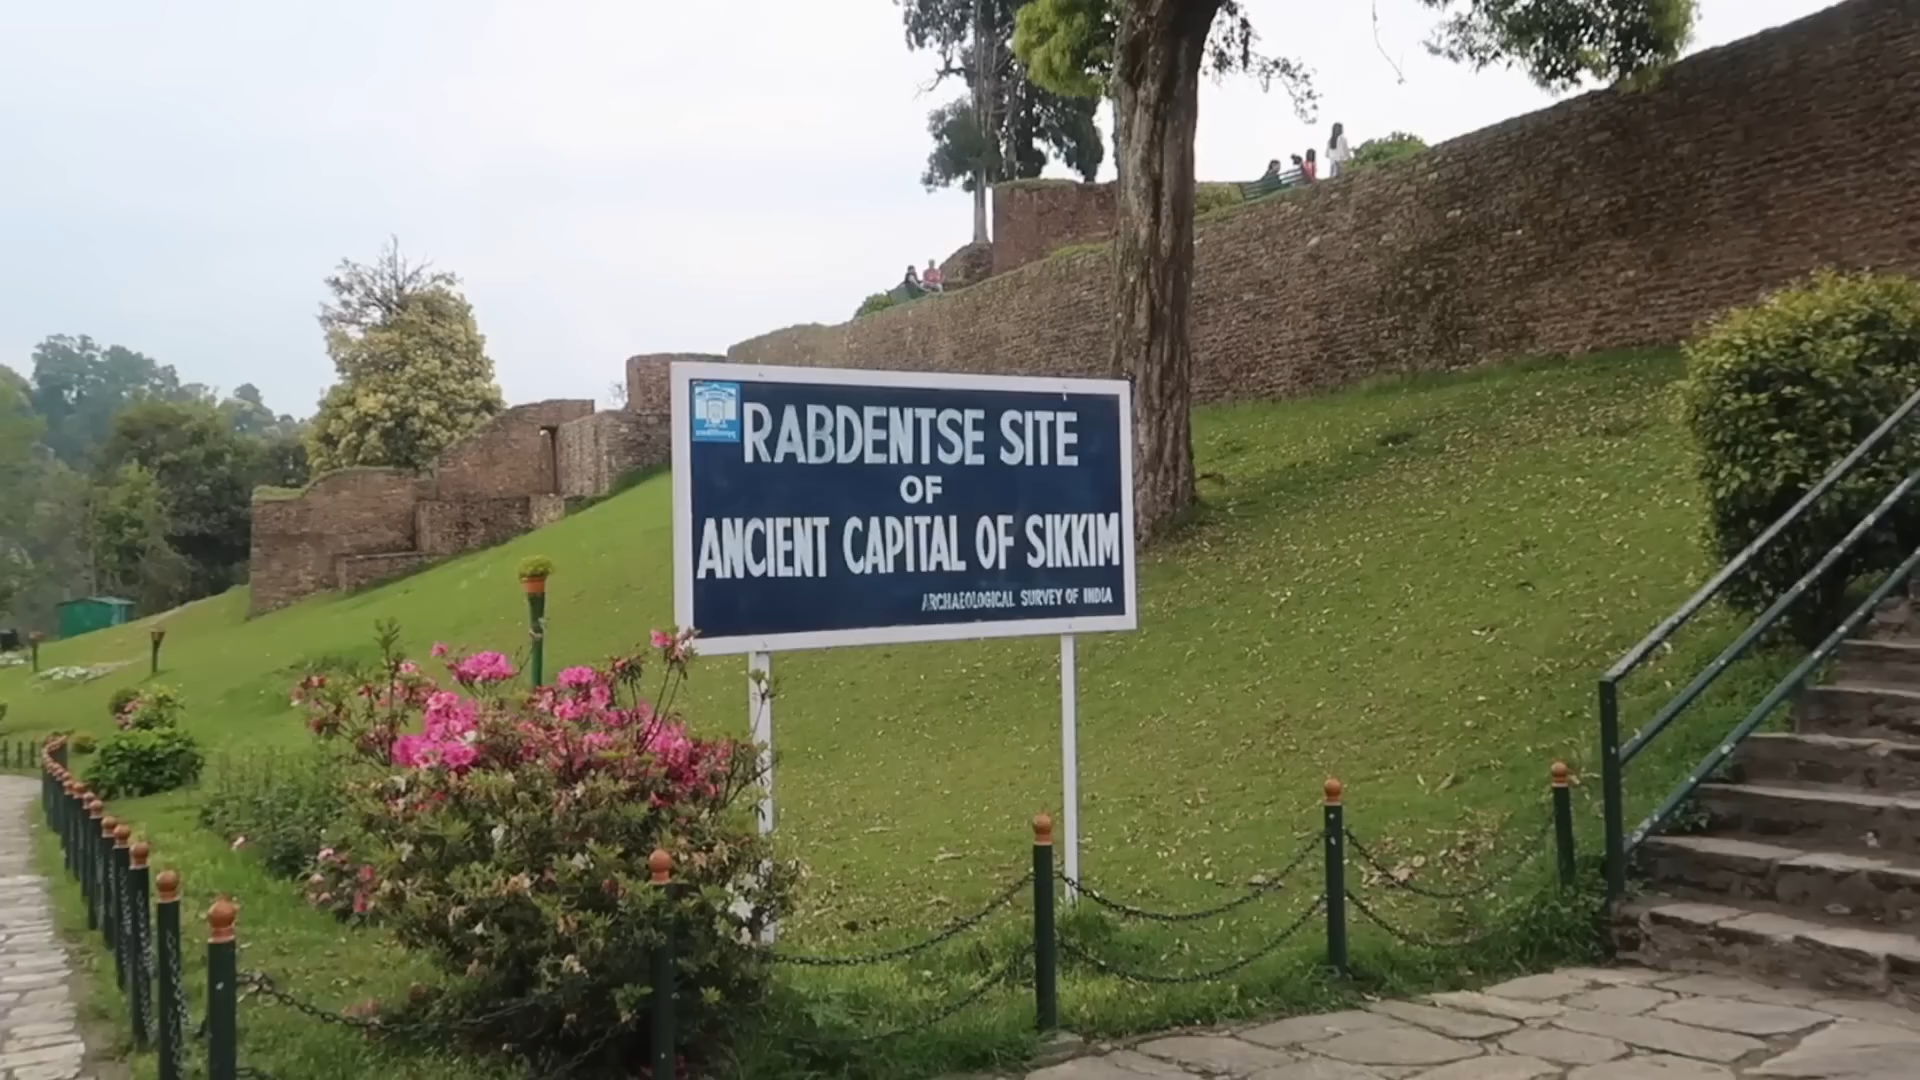 RABDENTSE SITE
OF
ANCIENT CAPITAL OF SIKKIM
ARCHAEOLOGICAL SURVEY OF INDIA